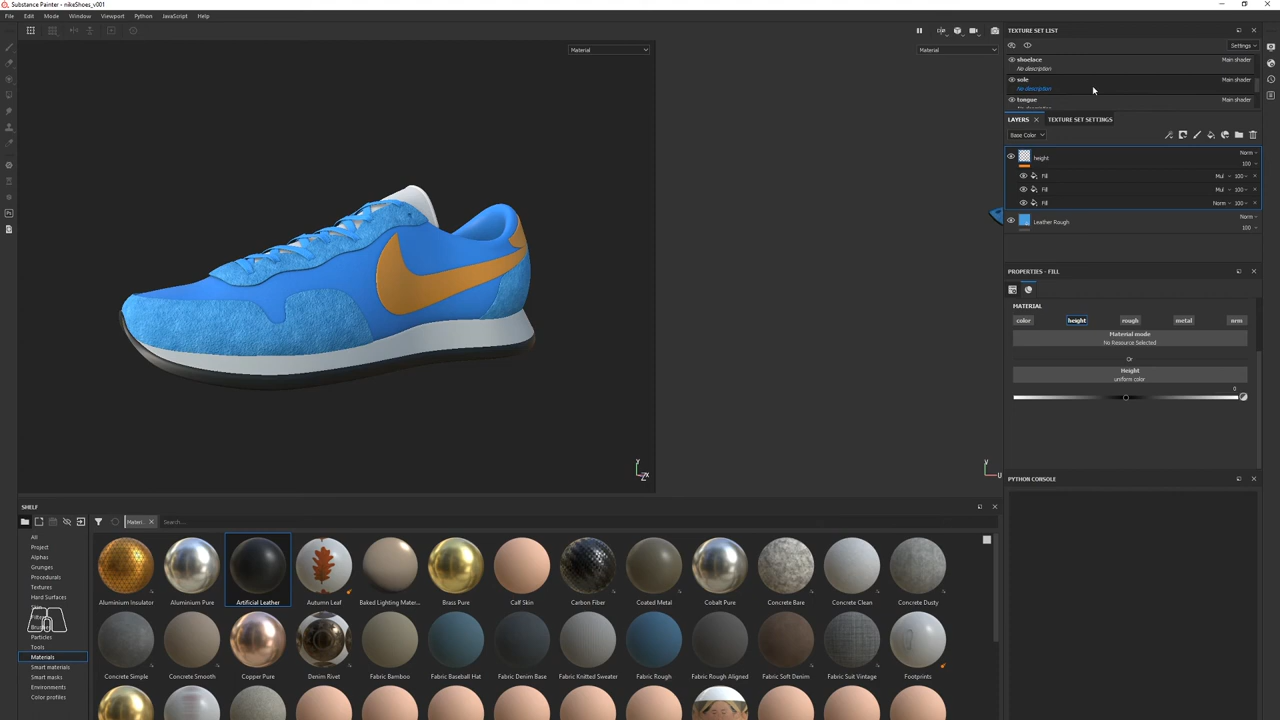 Substance Painter - nikeShoes_v001
File Edit Mode Window Viewport Python JavaScript Help
Material
Material
TEXTURE SET LIST
Settings
shoelace Main shader
No description
sole Main shader
No description
tongue Main shader
LAYERS TEXTURE SET SETTINGS
Base Color
height Norm
100
Fill Mul 100
Fill Mul 100
Fill Norm 100
Leather Rough Norm
100
PROPERTIES - FILL
MATERIAL
color height rough metal nrm
Material mode
No Resource Selected
Or
Height
uniform color
0
Y
Y
U
PYTHON CONSOLE
SHELF
Materi... Search...
All
Project
Alphas
Grunges
Procedurals
Textures
Hard Surfaces
Particles
Tools
Materials
Smart materials
Smart masks
Environments
Color profiles
Aluminium Insulator Aluminium Pure Artificial Leather Autumn Leaf Baked Lighting Mater... Brass Pure Calf Skin Carbon Fiber Coated Metal Cobalt Pure Concrete Bare Concrete Clean Concrete Dusty
Concrete Simple Concrete Smooth Copper Pure Denim Rivet Fabric Bamboo Fabric Baseball Hat Fabric Denim Base Fabric Knitted Sweater Fabric Rough Fabric Rough Aligned Fabric Soft Denim Fabric Suit Vintage Footprints